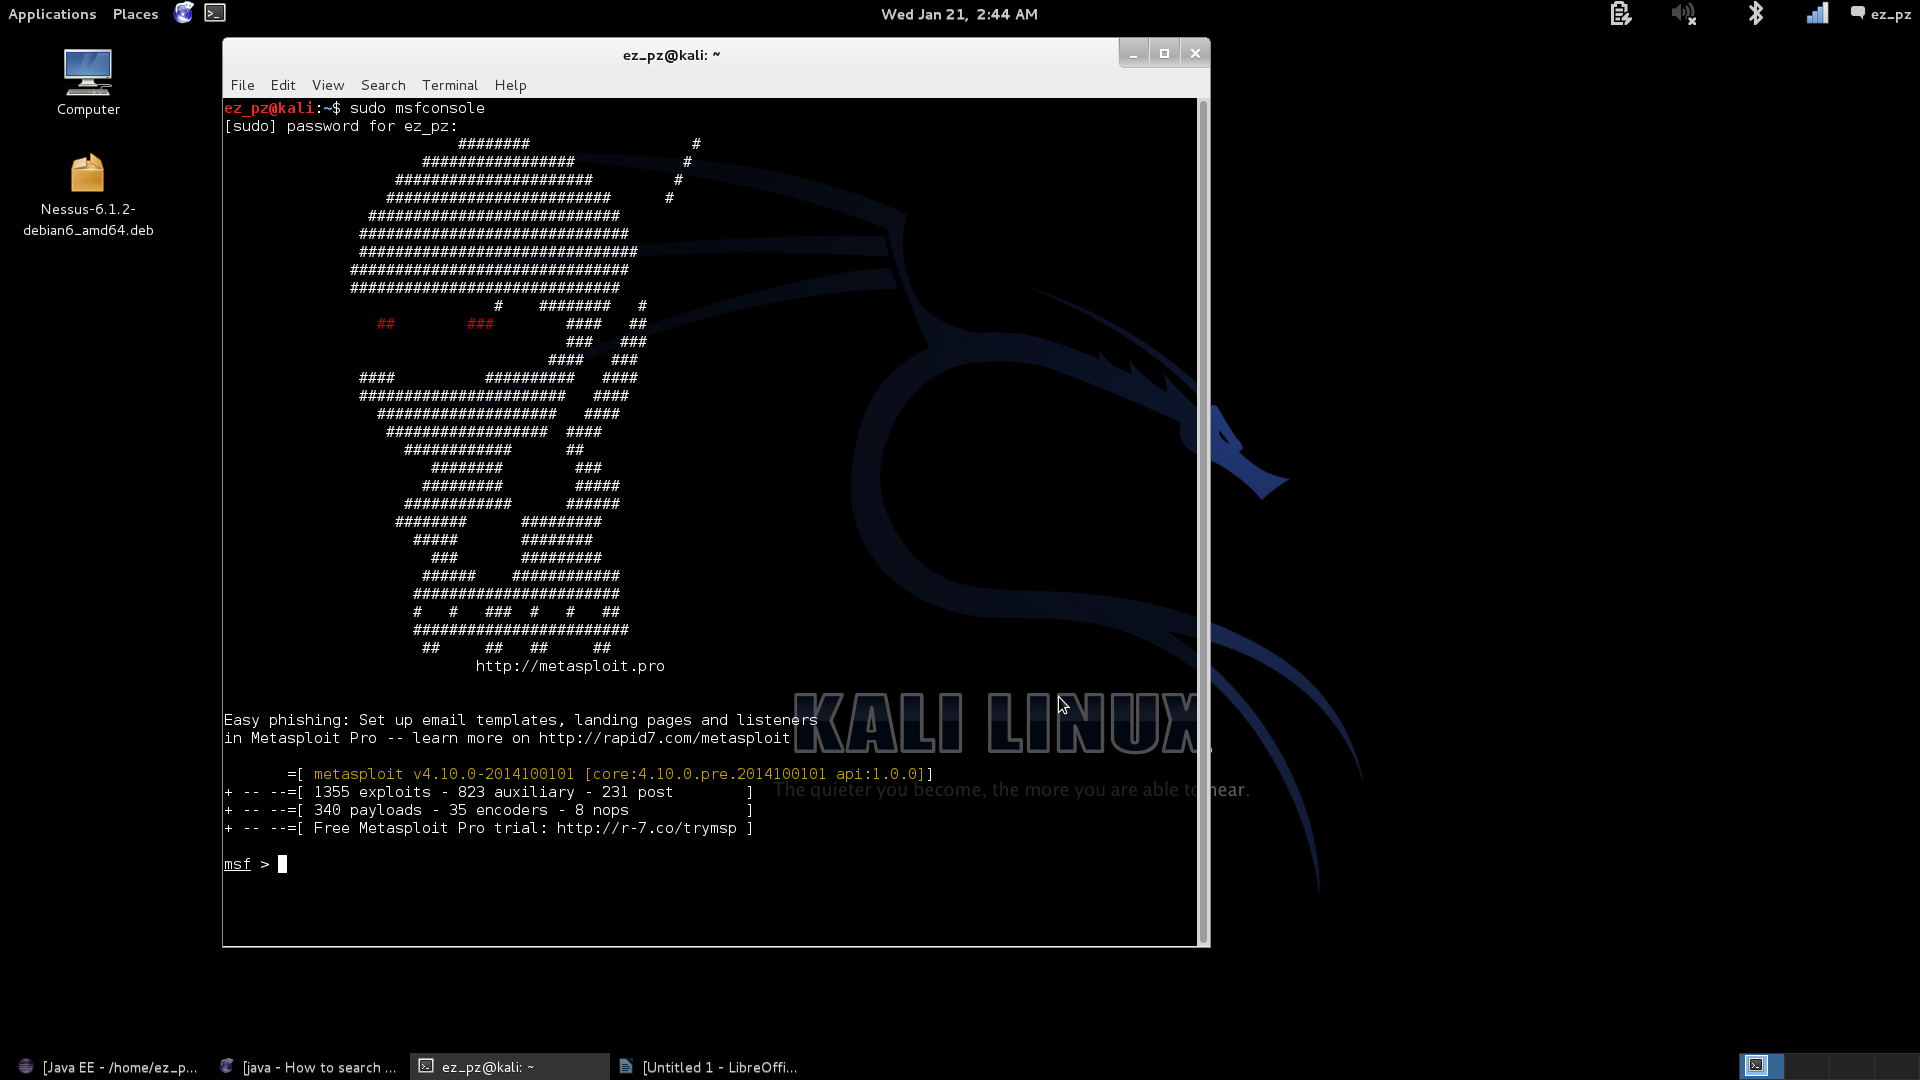 Applications Places Wed Jan 21, 2:44 AM ez_pz
Computer
Nessus-6.1.2-
debian6_amd64.deb
ez_pz@kali: ~
File Edit View Search Terminal Help
ez_pz@kali:~$ sudo msfconsole
[sudo] password for ez_pz:
http://metasploit.pro
Easy phishing: Set up email templates, landing pages and listeners
in Metasploit Pro -- learn more on http://rapid7.com/metasploit
KALI LINUX
=[ metasploit v4.10.0-2014100101 [core:4.10.0.pre.2014100101 api:1.0.0]]
+ -- --=[ 1355 exploits - 823 auxiliary - 231 post ]
+ -- --=[ 340 payloads - 35 encoders - 8 nops ]
+ -- --=[ Free Metasploit Pro trial: http://r-7.co/trymsp ]
The quieter you become, the more you are able to hear.
msf >
[Java EE - /home/ez_p... [java - How to search ... ez_pz@kali: ~ [Untitled 1 - LibreOffi...